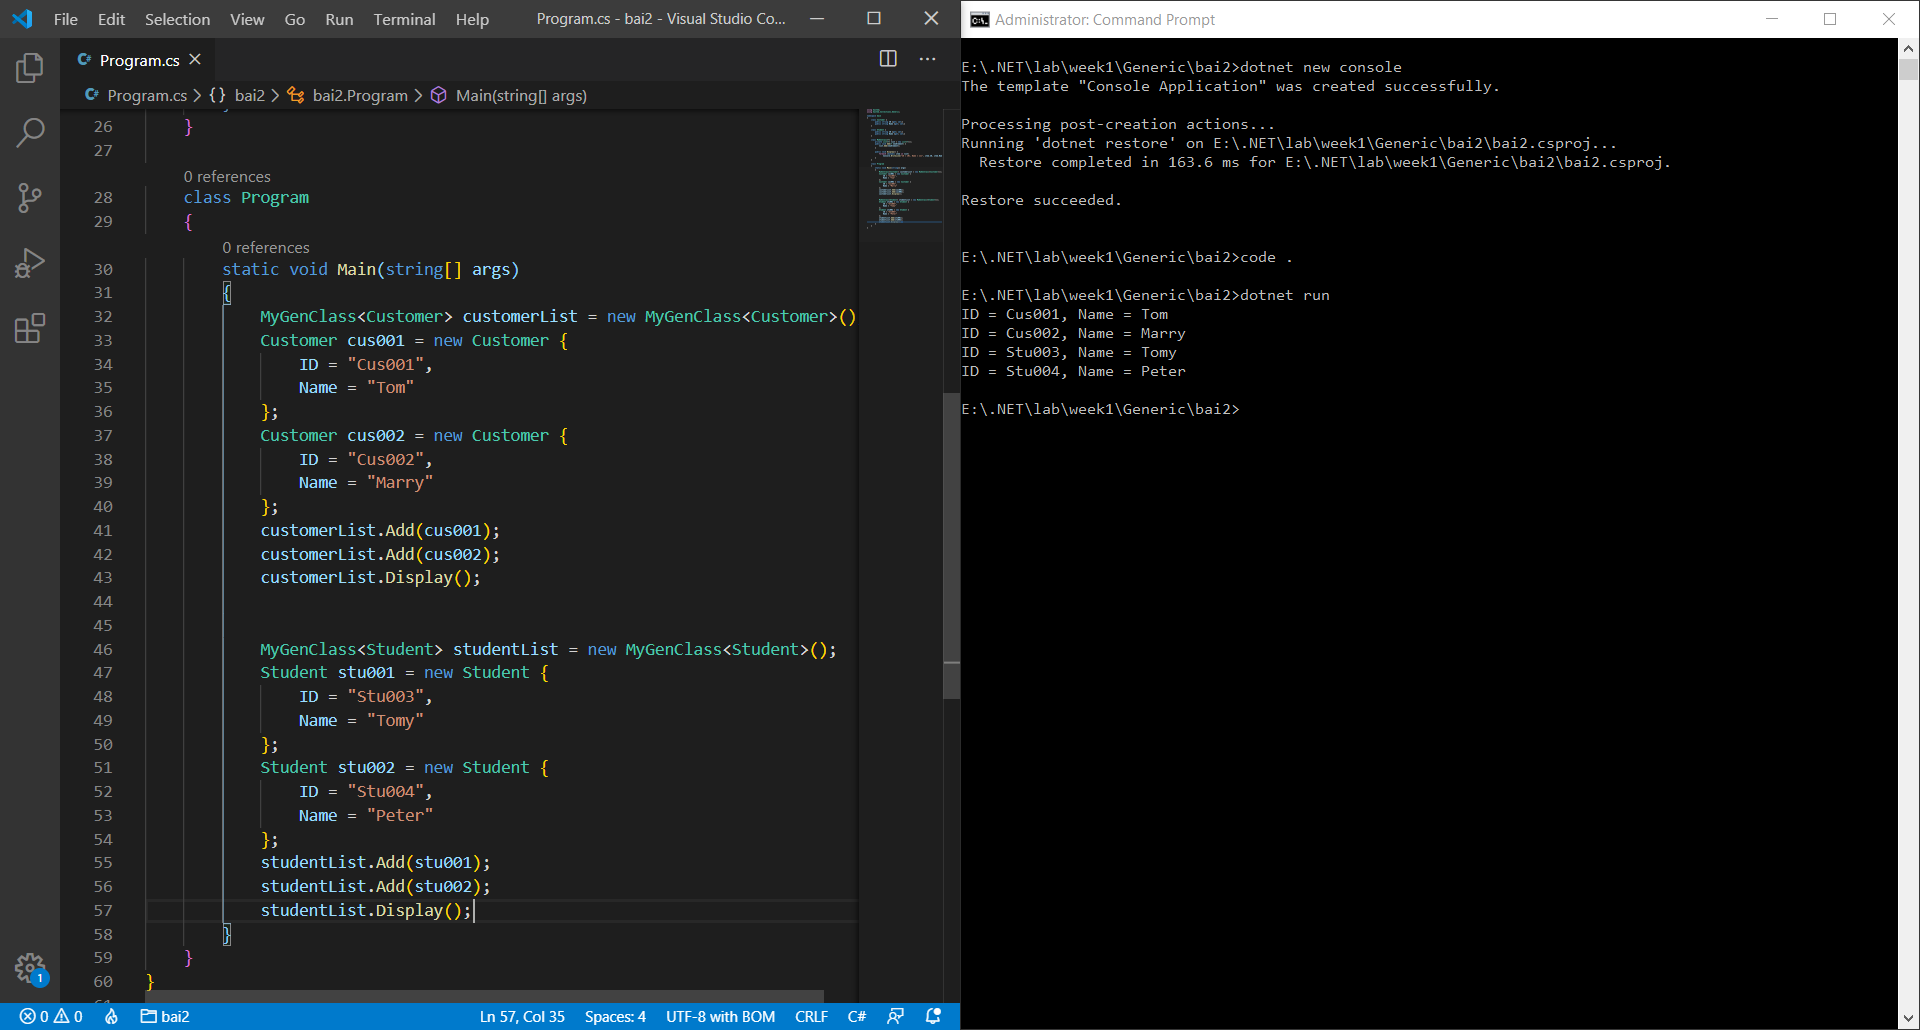 File Edit Selection View Go Run Terminal Help Program.cs - bai2 - Visual Studio Co...
Program.cs
Program.cs > {} bai2 > bai2.Program > Main(string[] args)
26 }
27
0 references
28 class Program
29 {
0 references
30 static void Main(string[] args)
31 {
32 MyGenClass<Customer> customerList = new MyGenClass<Customer>()
33 Customer cus001 = new Customer {
34 ID = "Cus001",
35 Name = "Tom"
36 };
37 Customer cus002 = new Customer {
38 ID = "Cus002",
39 Name = "Marry"
40 };
41 customerList.Add(cus001);
42 customerList.Add(cus002);
43 customerList.Display();
44
45
46 MyGenClass<Student> studentList = new MyGenClass<Student>();
47 Student stu001 = new Student {
48 ID = "Stu003",
49 Name = "Tomy"
50 };
51 Student stu002 = new Student {
52 ID = "Stu004",
53 Name = "Peter"
54 };
55 studentList.Add(stu001);
56 studentList.Add(stu002);
57 studentList.Display();
58 }
59 }
60 }
1
0 0 bai2 Ln 57, Col 35 Spaces: 4 UTF-8 with BOM CRLF C#
Administrator: Command Prompt
E:\.NET\lab\week1\Generic\bai2>dotnet new console
The template "Console Application" was created successfully.
Processing post-creation actions...
Running 'dotnet restore' on E:\.NET\lab\week1\Generic\bai2\bai2.csproj...
Restore completed in 163.6 ms for E:\.NET\lab\week1\Generic\bai2\bai2.csproj.
Restore succeeded.
E:\.NET\lab\week1\Generic\bai2>code .
E:\.NET\lab\week1\Generic\bai2>dotnet run
ID = Cus001, Name = Tom
ID = Cus002, Name = Marry
ID = Stu003, Name = Tomy
ID = Stu004, Name = Peter
E:\.NET\lab\week1\Generic\bai2>